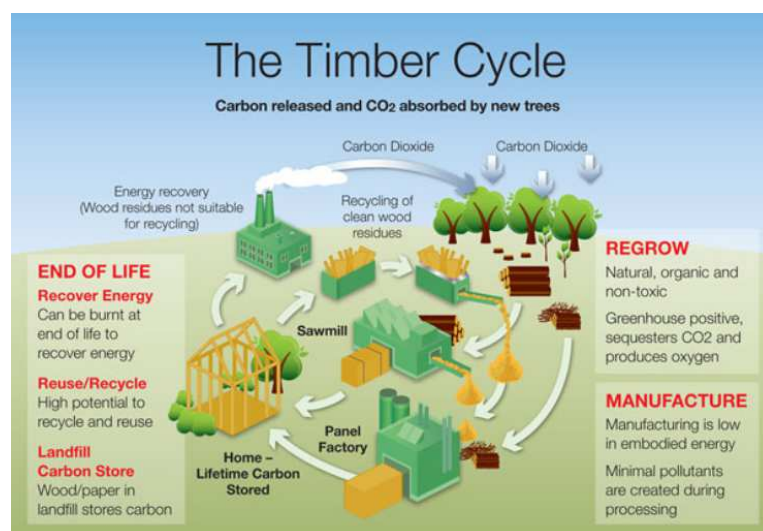 The Timber Cycle
Carbon released and CO2 absorbed by new trees
Carbon Dioxide
Carbon Dioxide
Energy recovery
(Wood residues not suitable
for recycling)
Recycling of
clean wood
residues
END OF LIFE
Recover Energy
Can be burnt at
end of life to
recover energy
Reuse/Recycle
High potential to
recycle and reuse
Landfill
Carbon Store
Wood/paper in
landfill stores carbon
Sawmill
Panel
Factory
Home –
Lifetime Carbon
Stored
REGROW
Natural, organic and
non-toxic
Greenhouse positive,
sequesters CO2 and
produces oxygen
MANUFACTURE
Manufacturing is low
in embodied energy
Minimal pollutants
are created during
processing